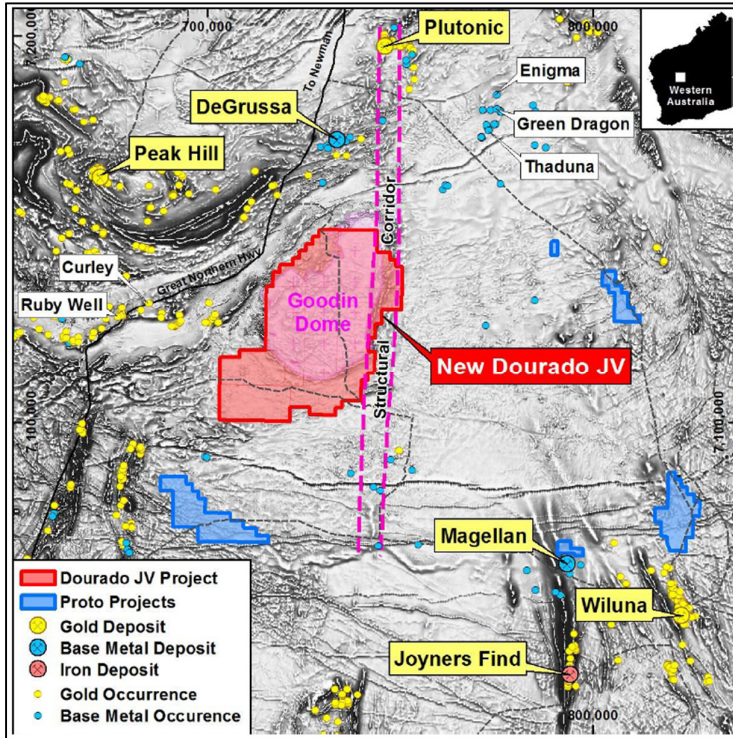 700,000
800,000
7,200,000
Plutonic
To Newman
Enigma
DeGrussa
Green Dragon
Western
Australia
Peak Hill
Thaduna
Structural Corridor
Curley
Great Northern Hwy
Ruby Well
Goodin
Dome
New Dourado JV
7,100,000
7,100,000
Magellan
Wiluna
Joyners Find
Dourado JV Project
Proto Projects
Gold Deposit
Base Metal Deposit
Iron Deposit
Gold Occurrence
Base Metal Occurence
800,000